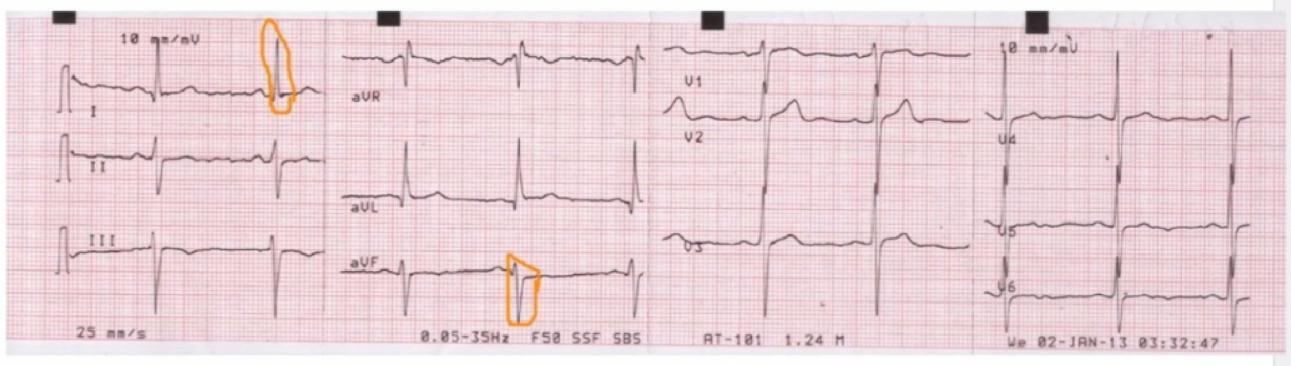 10 mm/mV
I
II
III
25 mm/s
aVR
aVL
aVF
0.05-35Hz F50 SSF SBS
V1
V2
V3
AT-101 1.24 M
10 mm/mV
V4
V5
V6
We 02-JAN-13 03:32:47